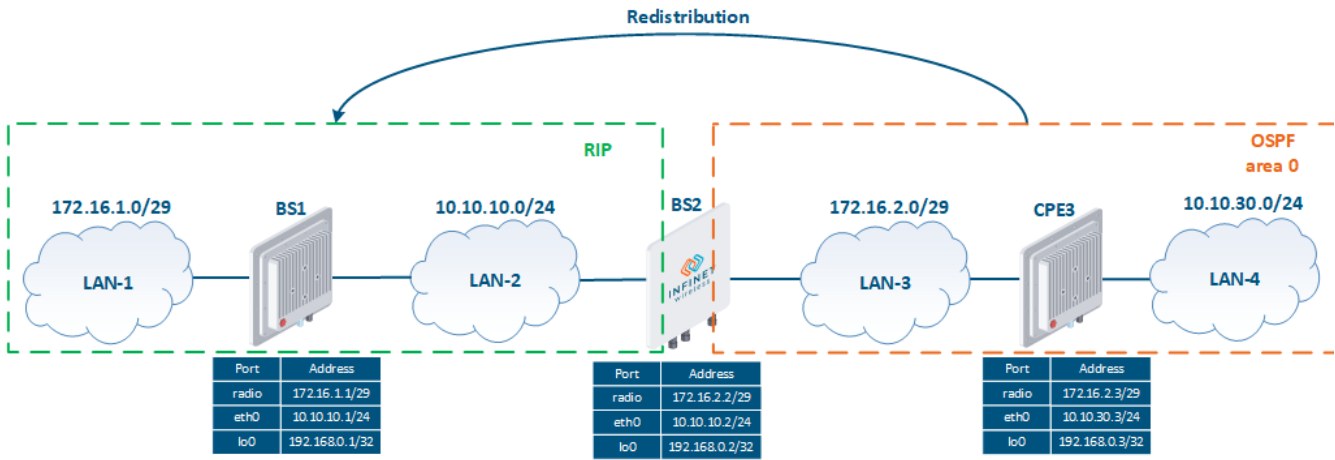 Redistribution
RIP
OSPF
area 0
172.16.1.0/29
BS1
10.10.10.0/24
BS2
172.16.2.0/29
CPE3
10.10.30.0/24
LAN-1
LAN-2
INFINET
wireless
LAN-3
LAN-4
Port Address
radio 172.16.1.1/29
eth0 10.10.10.1/24
lo0 192.168.0.1/32
Port Address
radio 172.16.2.2/29
eth0 10.10.10.2/24
lo0 192.168.0.2/32
Port Address
radio 172.16.2.3/29
eth0 10.10.30.3/24
lo0 192.168.0.3/32